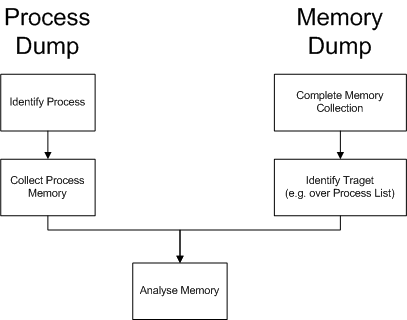 Process
Dump
Memory
Dump
Identify Process
Complete Memory
Collection
Collect Process
Memory
Identify Traget
(e.g. over Process List)
Analyse Memory